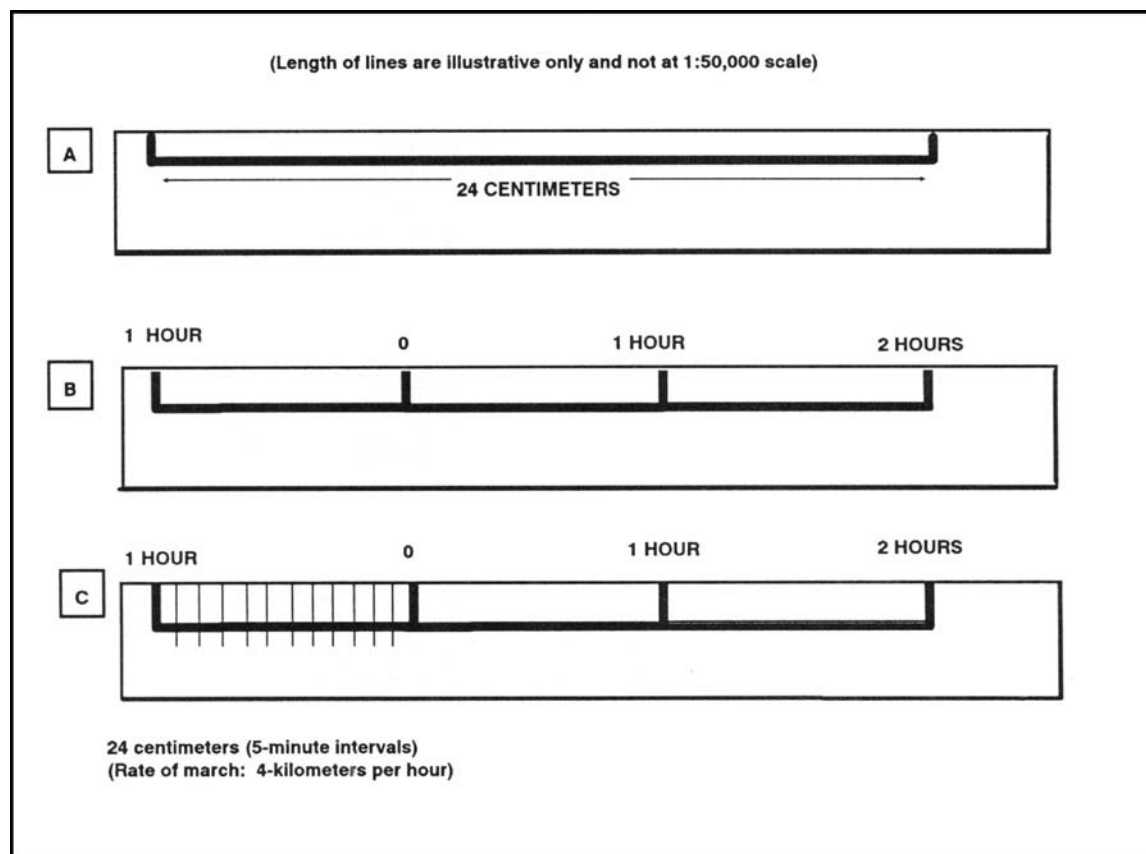 (Length of lines are illustrative only and not at 1:50,000 scale)
A
24 CENTIMETERS
1 HOUR 0 1 HOUR 2 HOURS
B
1 HOUR 0 1 HOUR 2 HOURS
C
24 centimeters (5-minute intervals)
(Rate of march: 4-kilometers per hour)